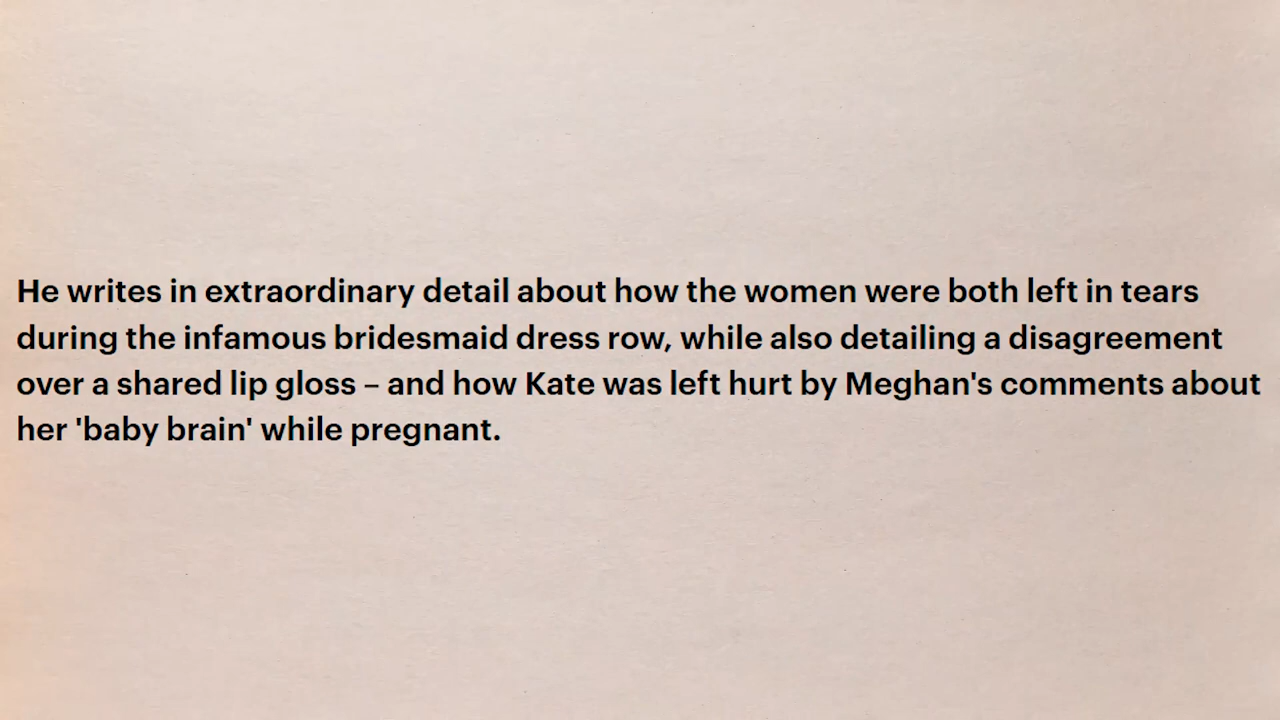 He writes in extraordinary detail about how the women were both left in tears
during the infamous bridesmaid dress row, while also detailing a disagreement
over a shared lip gloss – and how Kate was left hurt by Meghan's comments about
her 'baby brain' while pregnant.